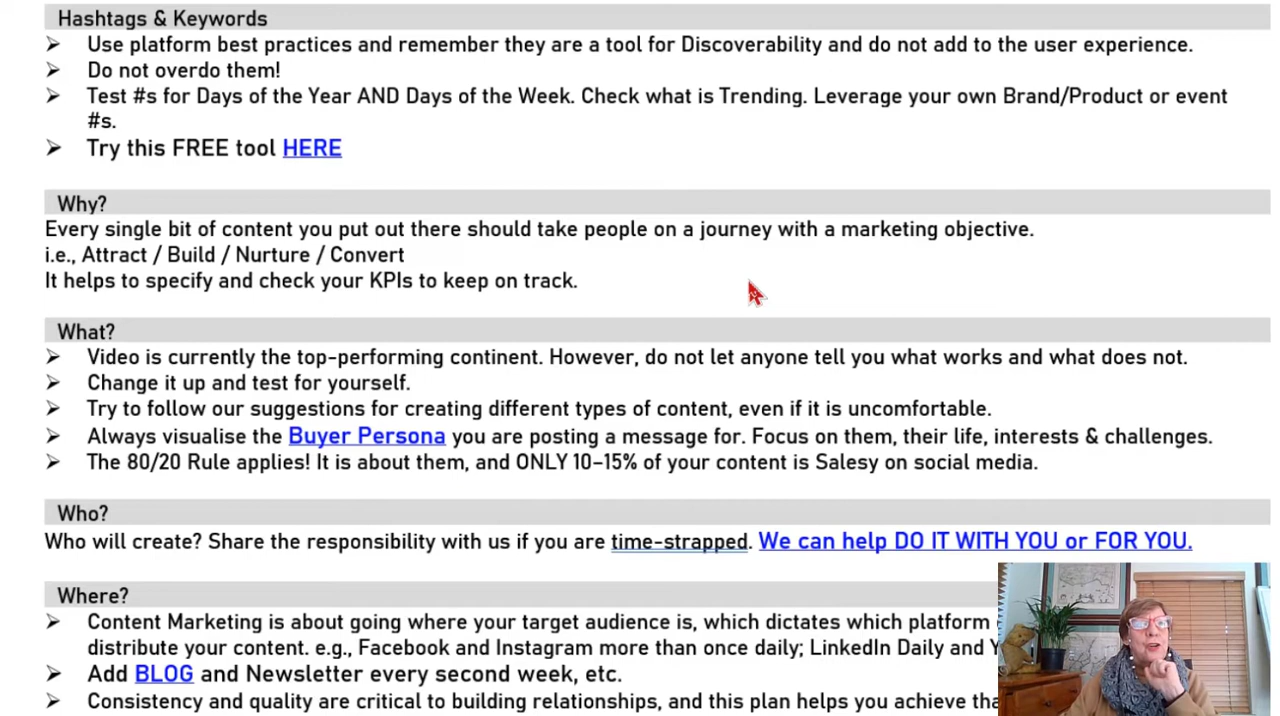 Hashtags & Keywords
➢ Use platform best practices and remember they are a tool for Discoverability and do not add to the user experience.
➢ Do not overdo them!
➢ Test #s for Days of the Year AND Days of the Week. Check what is Trending. Leverage your own Brand/Product or event
#s.
➢ Try this FREE tool HERE
Why?
Every single bit of content you put out there should take people on a journey with a marketing objective.
i.e., Attract / Build / Nurture / Convert
It helps to specify and check your KPIs to keep on track.
What?
➢ Video is currently the top-performing continent. However, do not let anyone tell you what works and what does not.
➢ Change it up and test for yourself.
➢ Try to follow our suggestions for creating different types of content, even if it is uncomfortable.
➢ Always visualise the Buyer Persona you are posting a message for. Focus on them, their life, interests & challenges.
➢ The 80/20 Rule applies! It is about them, and ONLY 10–15% of your content is Salesy on social media.
Who?
Who will create? Share the responsibility with us if you are time-strapped. We can help DO IT WITH YOU or FOR YOU.
Where?
➢ Content Marketing is about going where your target audience is, which dictates which platform
distribute your content. e.g., Facebook and Instagram more than once daily; LinkedIn Daily and
➢ Add BLOG and Newsletter every second week, etc.
➢ Consistency and quality are critical to building relationships, and this plan helps you achieve